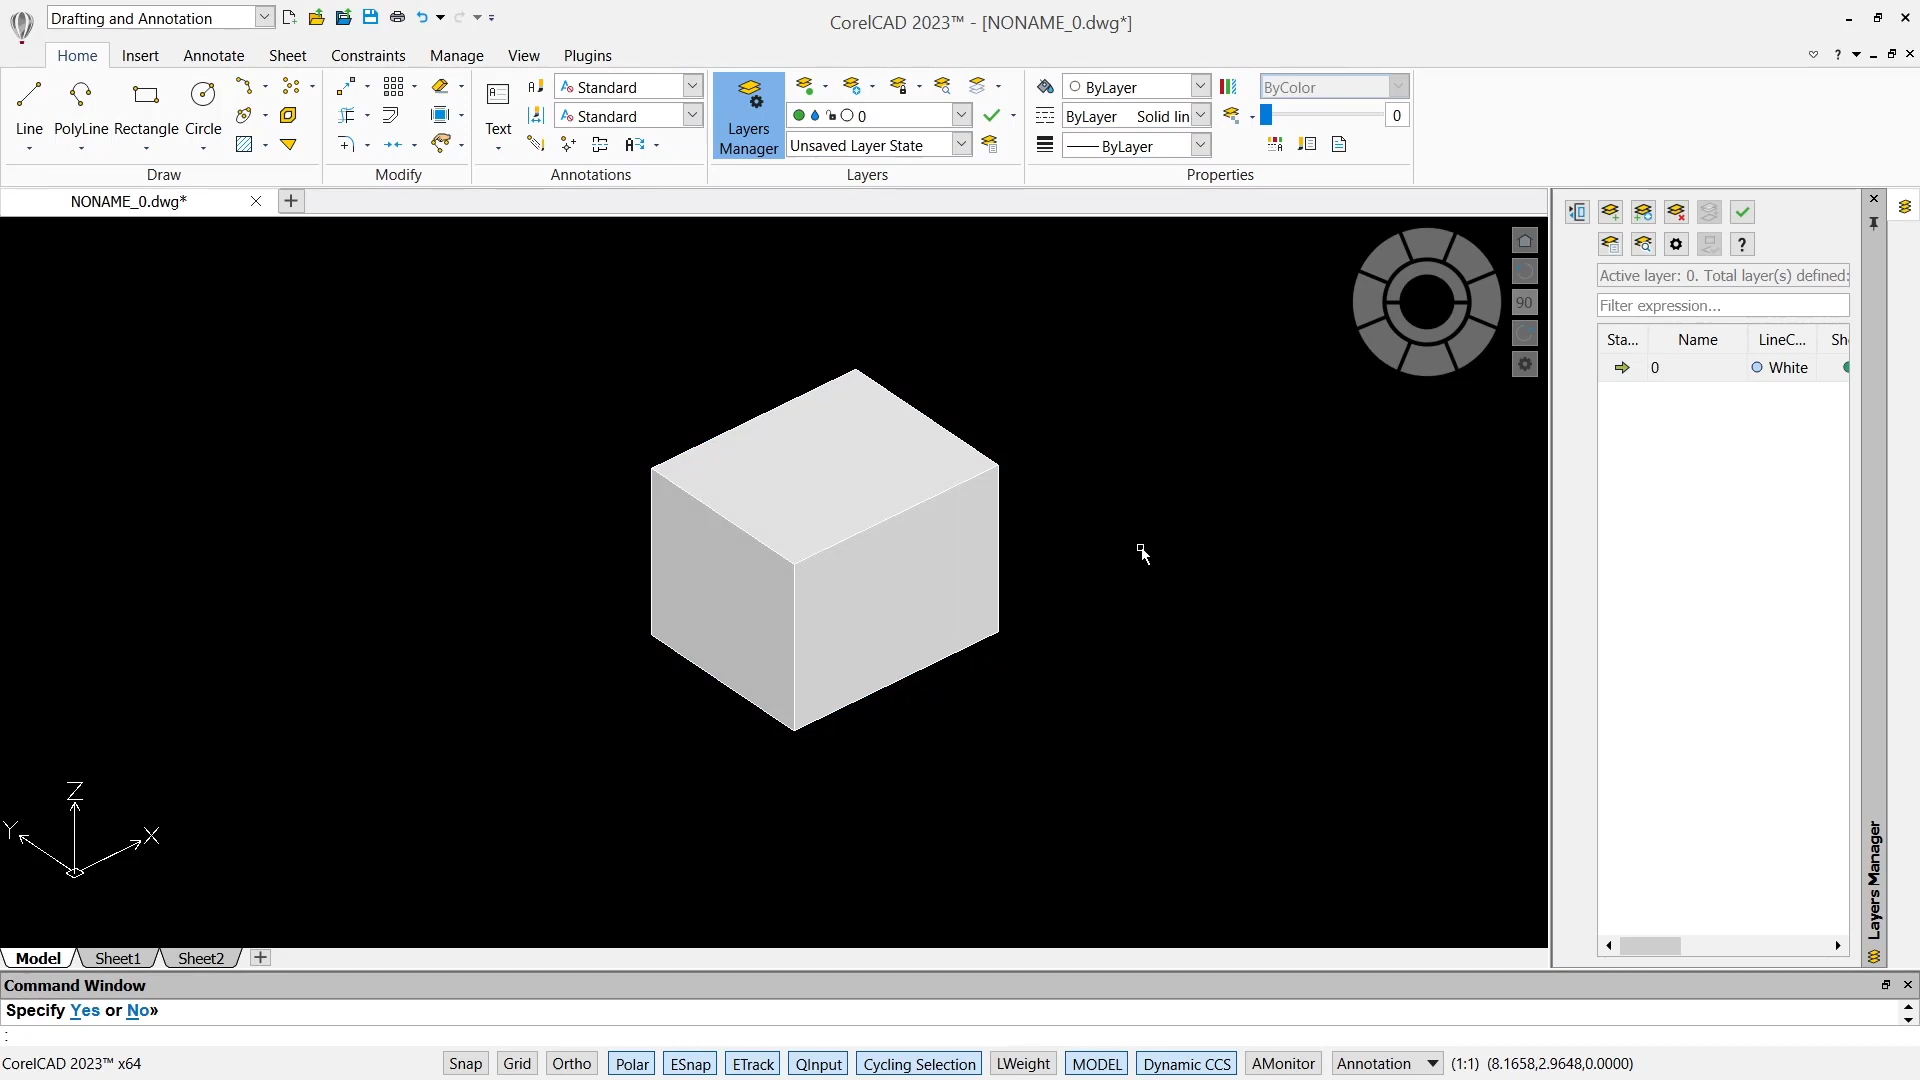 Drafting and Annotation
CorelCAD 2023™ - [NONAME_0.dwg*]
Home Insert Annotate Sheet Constraints Manage View Plugins
Line PolyLine Rectangle Circle
Draw
Modify
Text
Standard
Standard
Annotations
Layers
Manager
0
Unsaved Layer State
Layers
ByLayer
ByLayer Solid lin
ByLayer
ByColor
0
Properties
NONAME_0.dwg*
90
Active layer: 0. Total layer(s) defined:
Filter expression...
Sta... Name LineC... Sh
0 White
Layers Manager
Z
Y
X
Model Sheet1 Sheet2
Command Window
Specify Yes or No»
:
CorelCAD 2023™ x64
Snap Grid Ortho Polar ESnap ETrack QInput Cycling Selection LWeight MODEL Dynamic CCS AMonitor Annotation (1:1) (8.1658,2.9648,0.0000)